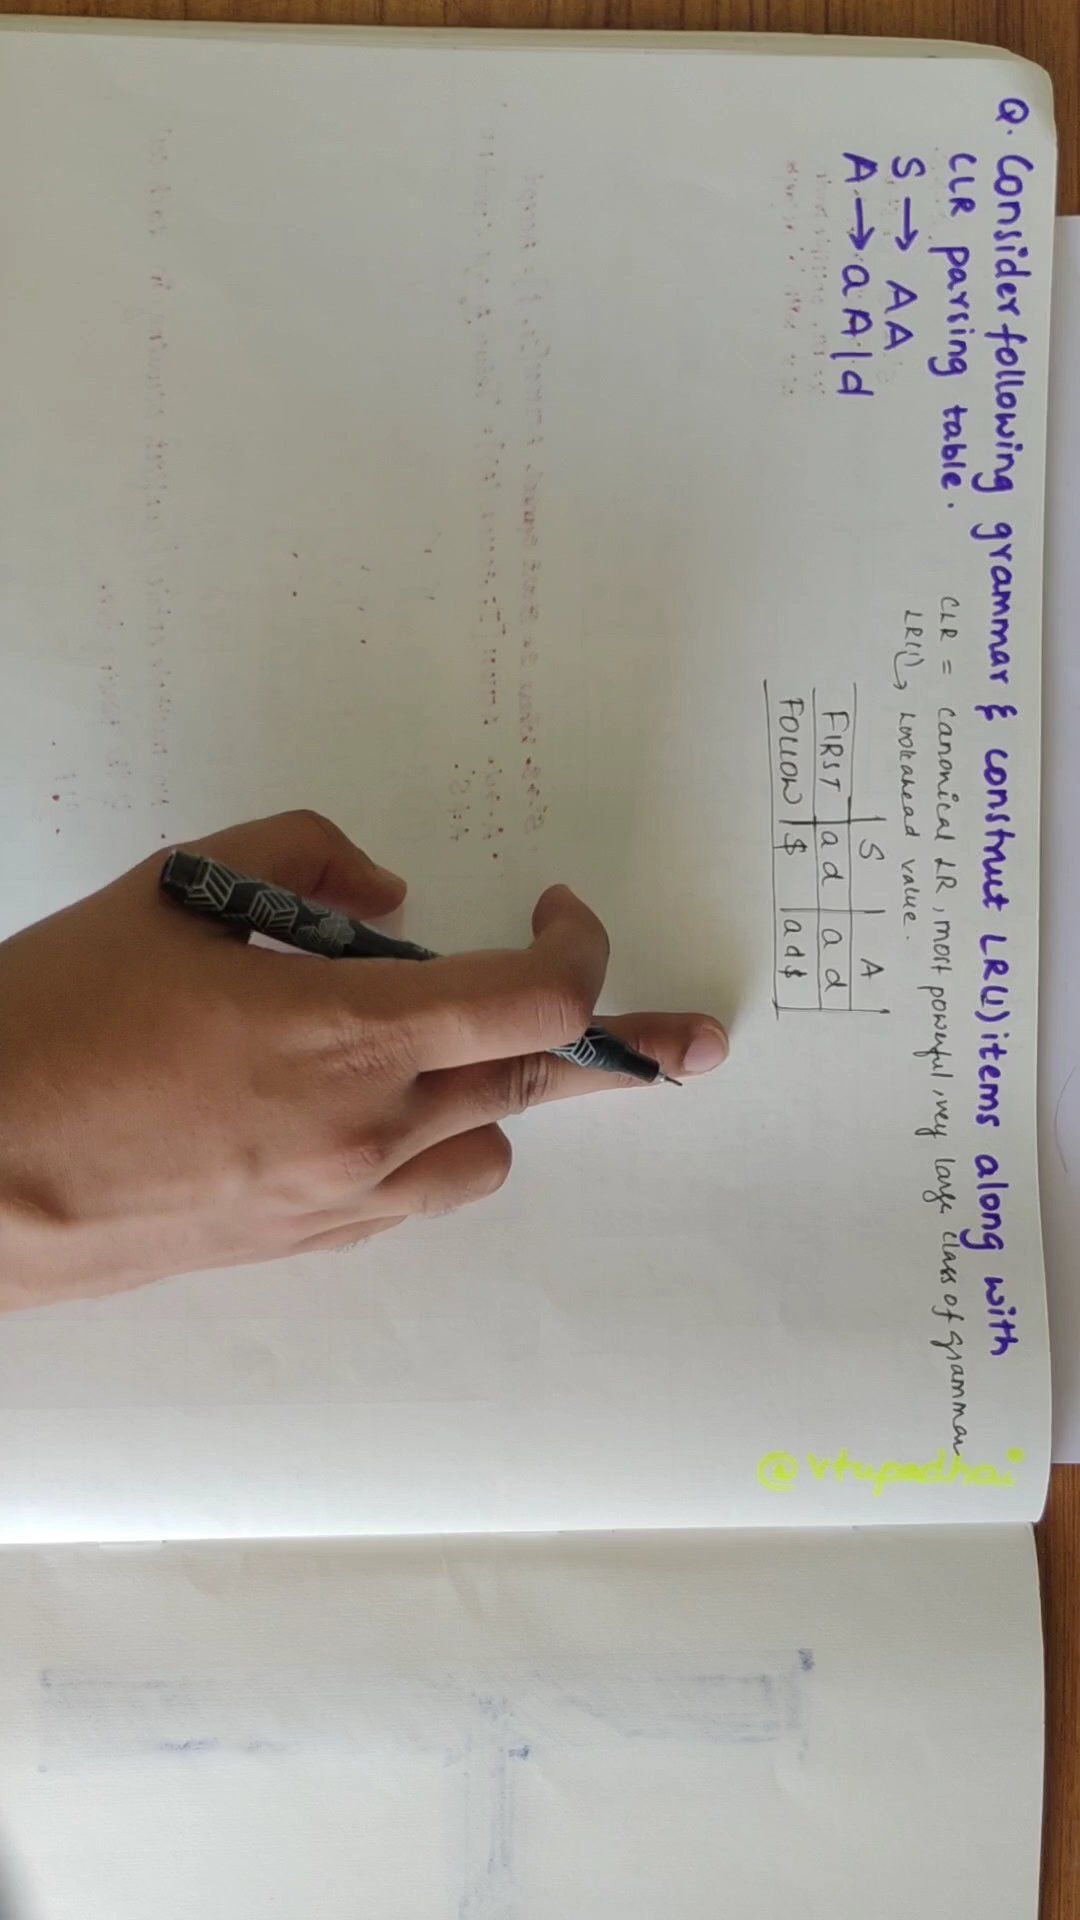 Q. Consider following grammar & construct LR(1) items along with
CLR parsing table.
S → AA
A → aA/d
CLR = canonical LR, most powerful, very large class of grammar
LR(1) → Lookahead value.
S A
FIRST a d a d
FOLLOW $ a d $
@vtupadhai